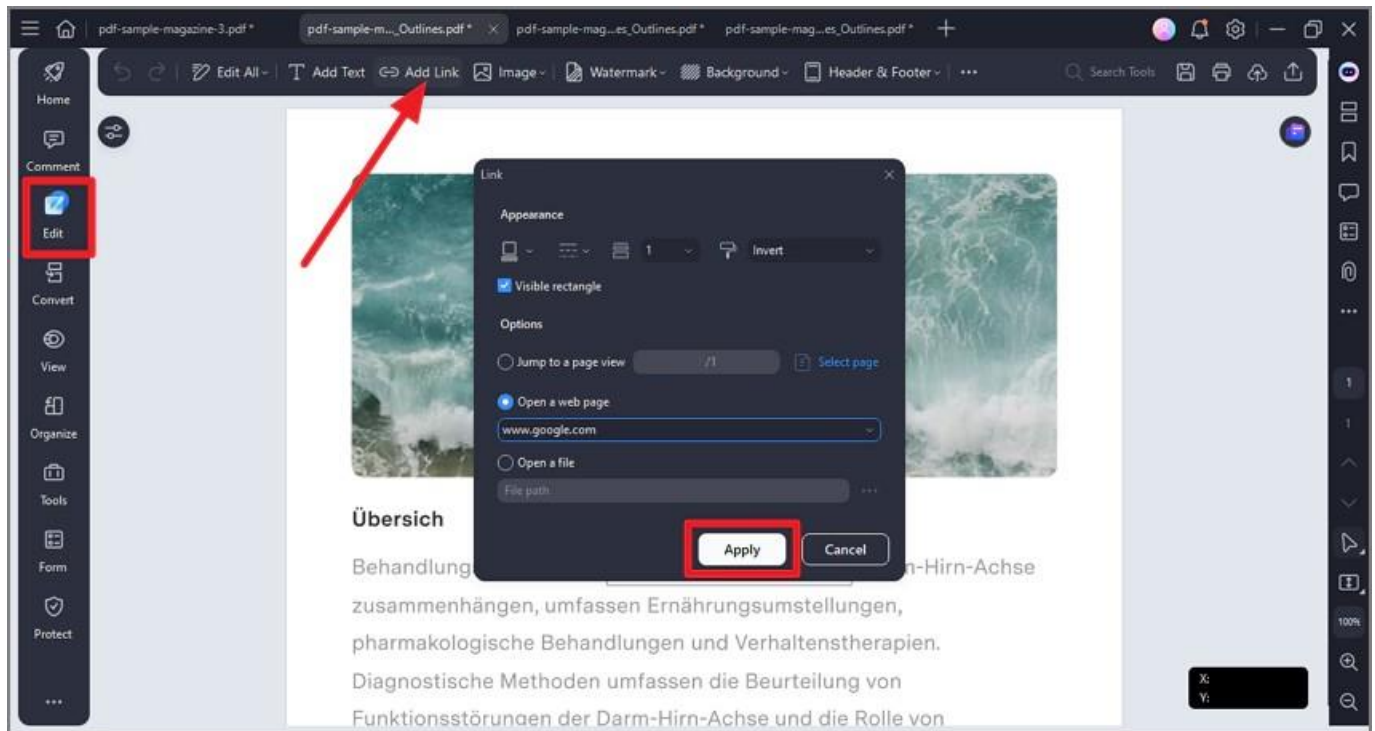 pdf-sample-magazine-3.pdf *
pdf-sample-m..._Outlines.pdf *
pdf-sample-mag...es_Outlines.pdf *
pdf-sample-mag...es_Outlines.pdf *
Edit All
Add Text
Add Link
Image
Watermark
Background
Header & Footer
Search Tools
Home
Comment
Edit
Convert
View
Organize
Tools
Form
Protect
Link
Appearance
1
Invert
Visible rectangle
Options
Jump to a page view
/1
Select page
Open a web page
www.google.com
Open a file
File path
Apply
Cancel
Übersich
Behandlung
m-Hirn-Achse
zusammenhängen, umfassen Ernährungsumstellungen,
pharmakologische Behandlungen und Verhaltenstherapien.
Diagnostische Methoden umfassen die Beurteilung von
Funktionsstörungen der Darm-Hirn-Achse und die Rolle von
1
1
100%
X:
Y: